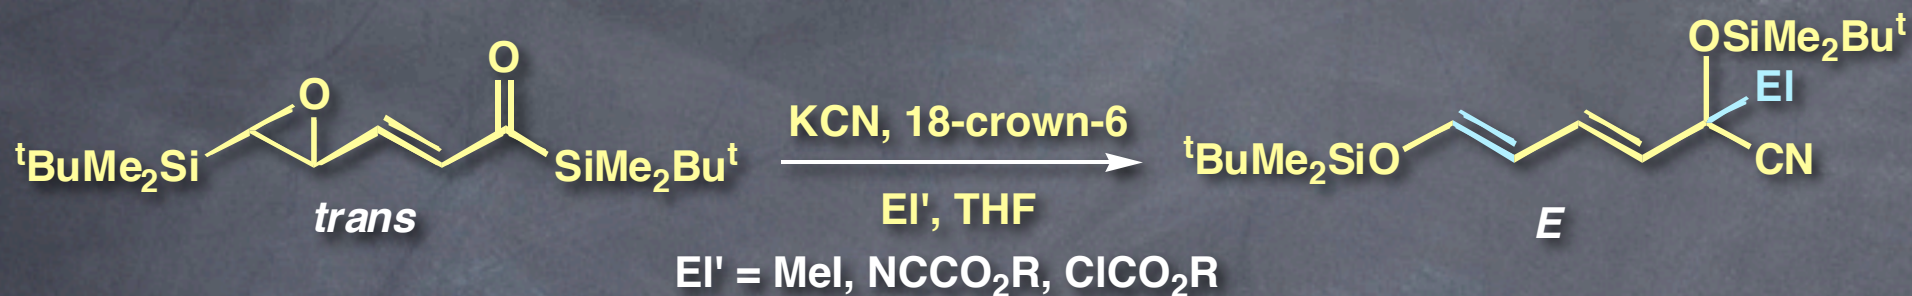 O
O
ᵗBuMe₂Si
SiMe₂Buᵗ
trans
KCN, 18-crown-6
El', THF
El' = MeI, NCCO₂R, ClCO₂R
OSiMe₂Buᵗ
El
ᵗBuMe₂SiO
CN
E